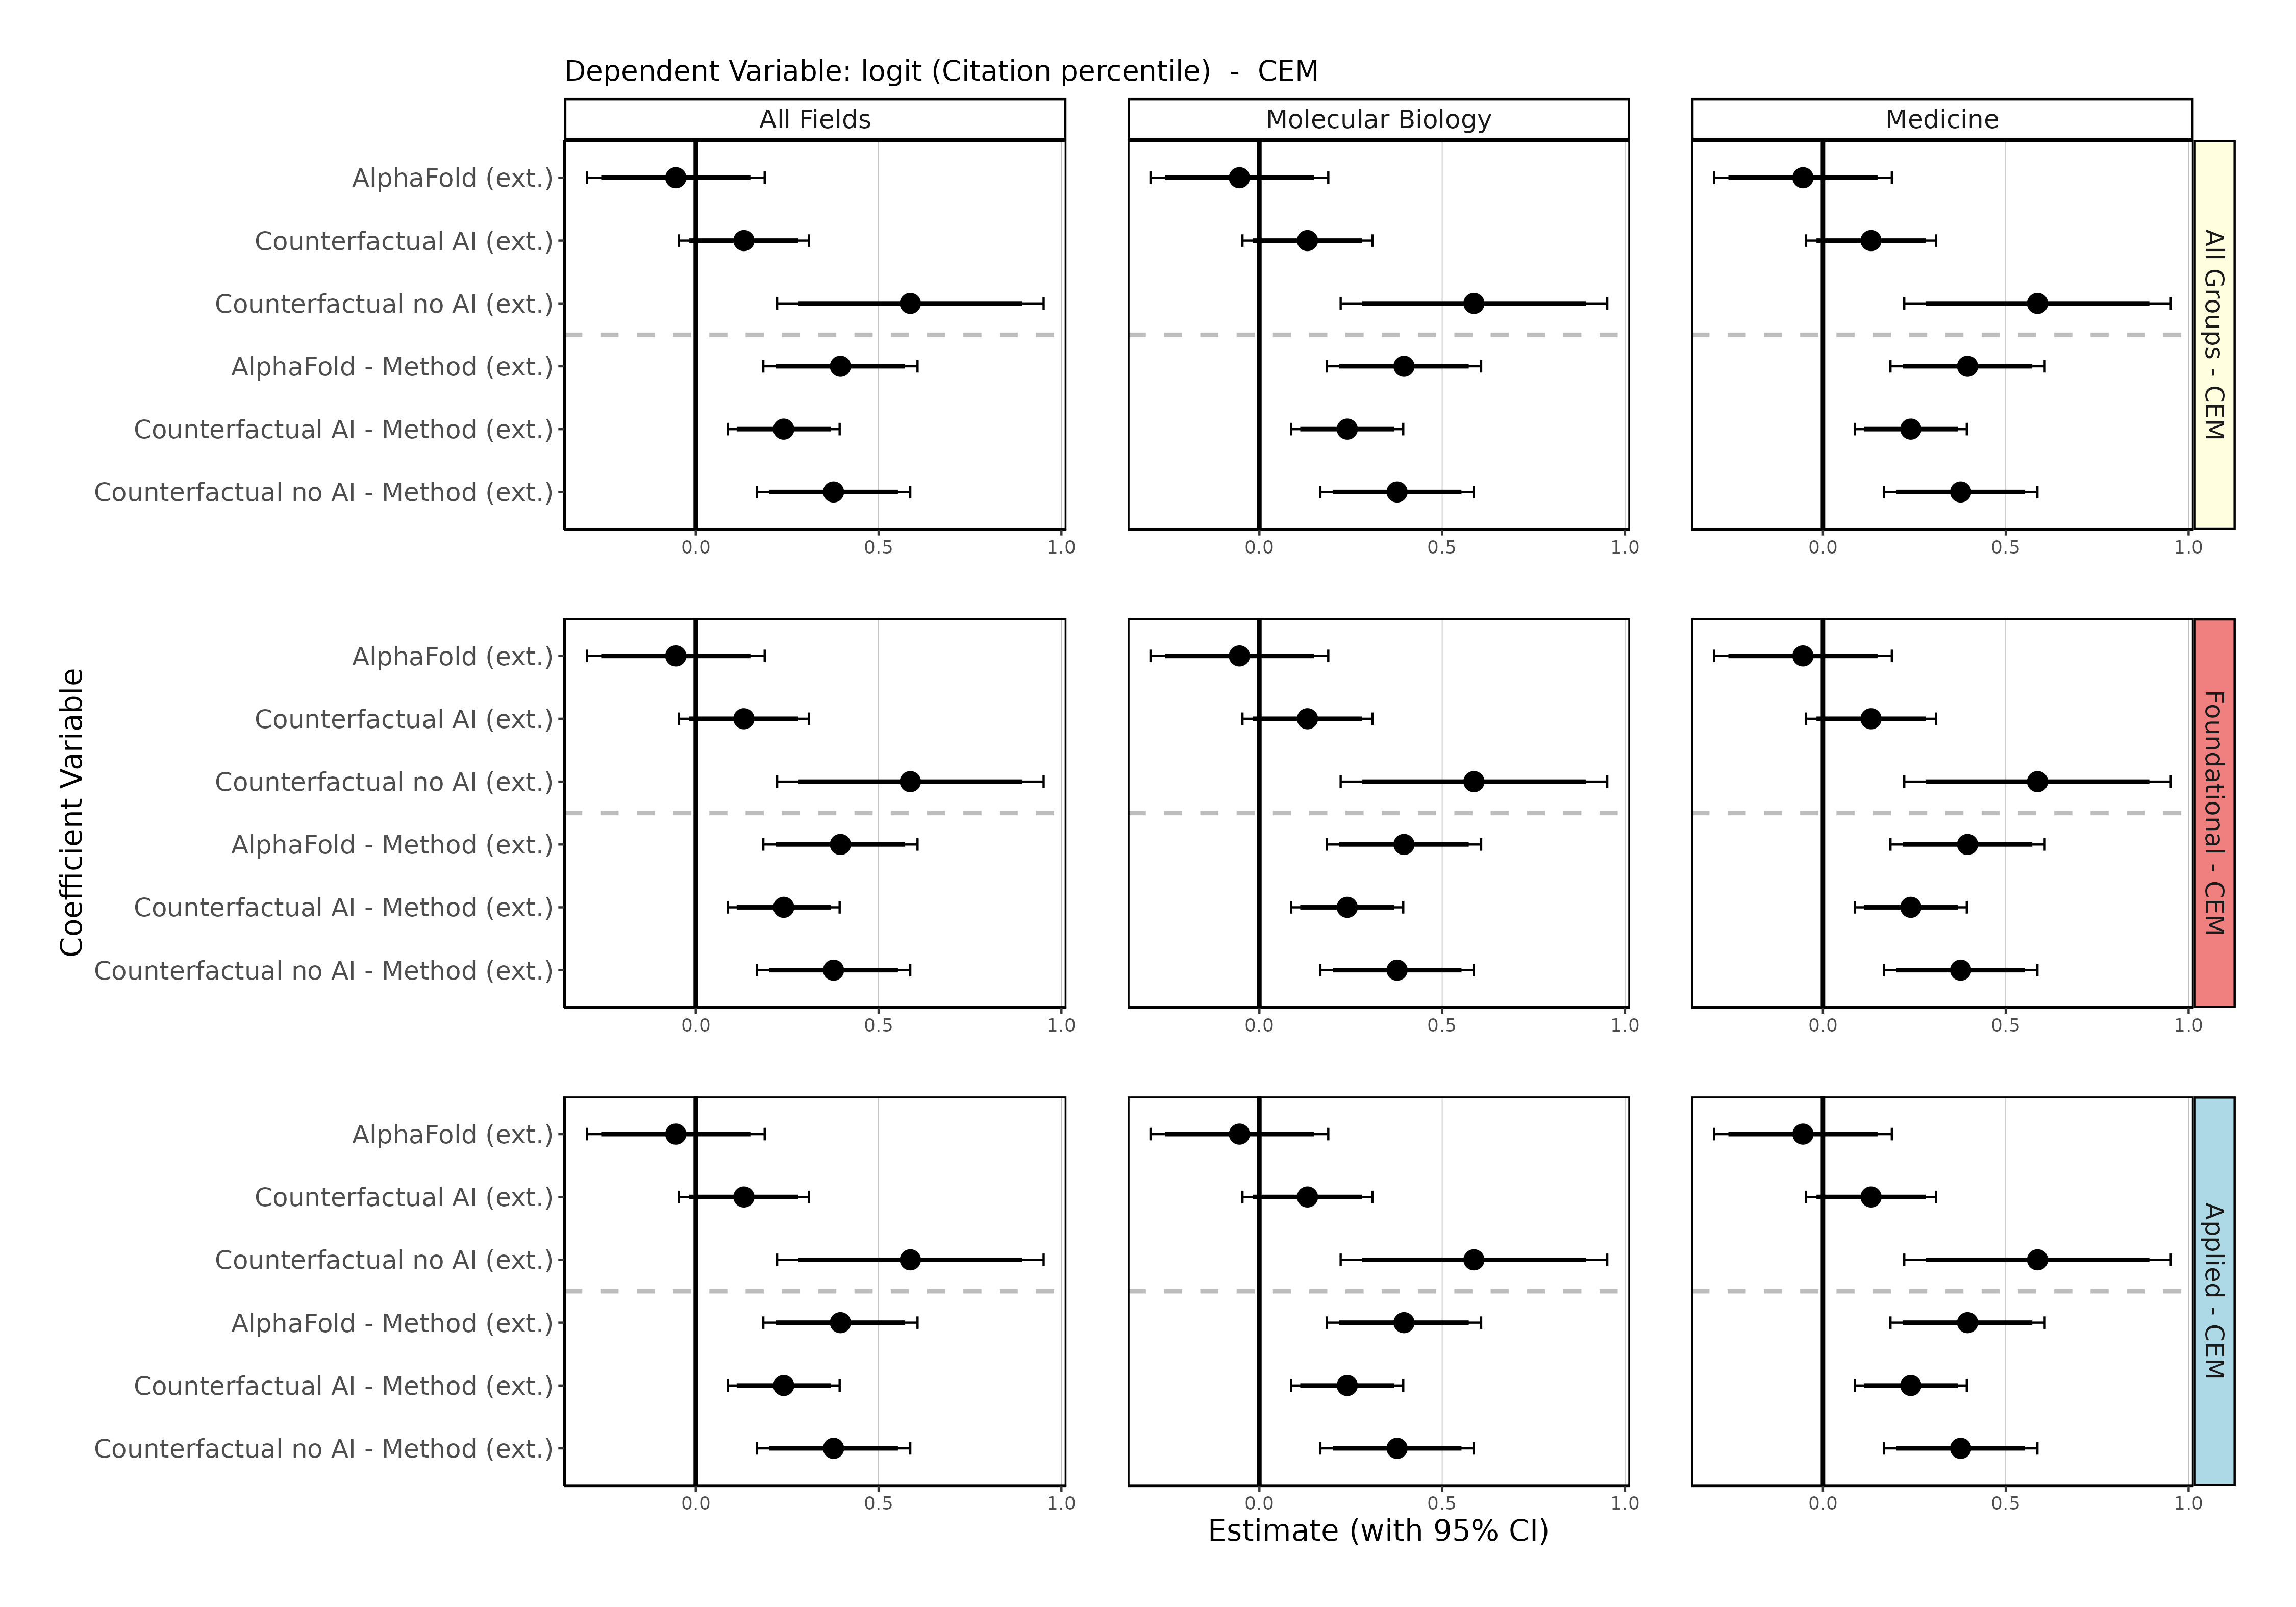 Dependent Variable: logit (Citation percentile)  -  CEM
All Fields
Molecular Biology
Medicine
AlphaFold (ext.)
Counterfactual AI (ext.)
Counterfactual no AI (ext.)
AlphaFold - Method (ext.)
Counterfactual AI - Method (ext.)
Counterfactual no AI - Method (ext.)
All Groups - CEM
0.0 0.5 1.0
0.0 0.5 1.0
0.0 0.5 1.0
Coefficient Variable
AlphaFold (ext.)
Counterfactual AI (ext.)
Counterfactual no AI (ext.)
AlphaFold - Method (ext.)
Counterfactual AI - Method (ext.)
Counterfactual no AI - Method (ext.)
Foundational - CEM
0.0 0.5 1.0
0.0 0.5 1.0
0.0 0.5 1.0
AlphaFold (ext.)
Counterfactual AI (ext.)
Counterfactual no AI (ext.)
AlphaFold - Method (ext.)
Counterfactual AI - Method (ext.)
Counterfactual no AI - Method (ext.)
Applied - CEM
0.0 0.5 1.0
0.0 0.5 1.0
0.0 0.5 1.0
Estimate (with 95% CI)